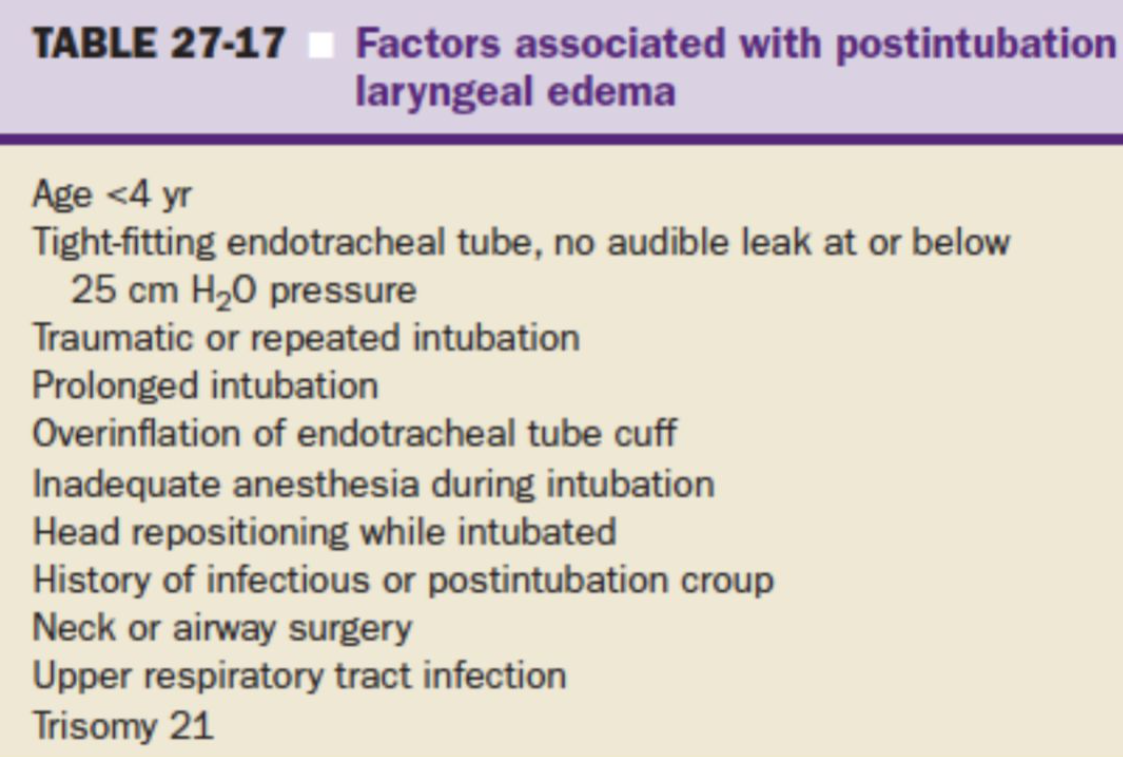 TABLE 27-17 ■ Factors associated with postintubation
laryngeal edema
Age <4 yr
Tight-fitting endotracheal tube, no audible leak at or below
25 cm H₂O pressure
Traumatic or repeated intubation
Prolonged intubation
Overinflation of endotracheal tube cuff
Inadequate anesthesia during intubation
Head repositioning while intubated
History of infectious or postintubation croup
Neck or airway surgery
Upper respiratory tract infection
Trisomy 21